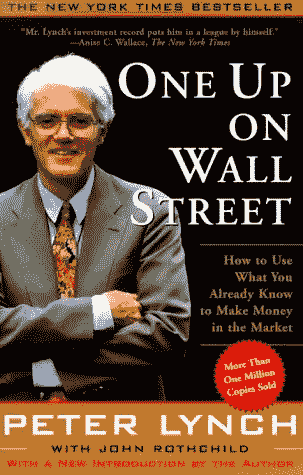 THE NEW YORK TIMES BESTSELLER
"Mr. Lynch's investment record puts him in a league by himself."
—Anise C. Wallace, The New York Times
ONE UP
ON
WALL
STREET
How to Use
What You
Already Know
to Make Money
in the Market
More Than
One Million
Copies Sold
PETER LYNCH
WITH JOHN ROTHCHILD
WITH A NEW INTRODUCTION BY THE AUTHOR